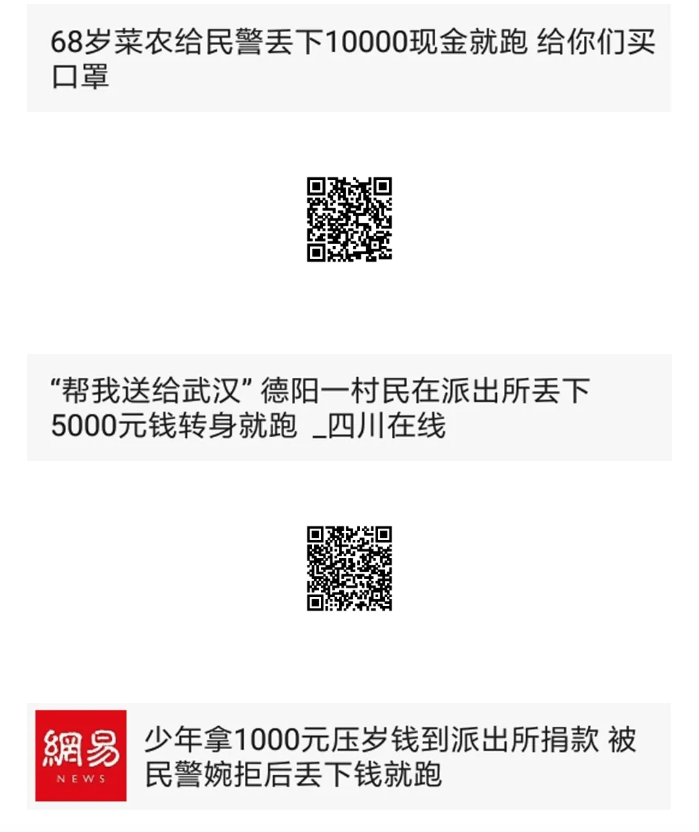 68岁菜农给民警丢下10000现金就跑 给你们买
口罩
“帮我送给武汉” 德阳一村民在派出所丢下
5000元钱转身就跑 _四川在线
網易
NEWS
少年拿1000元压岁钱到派出所捐款 被
民警婉拒后丢下钱就跑